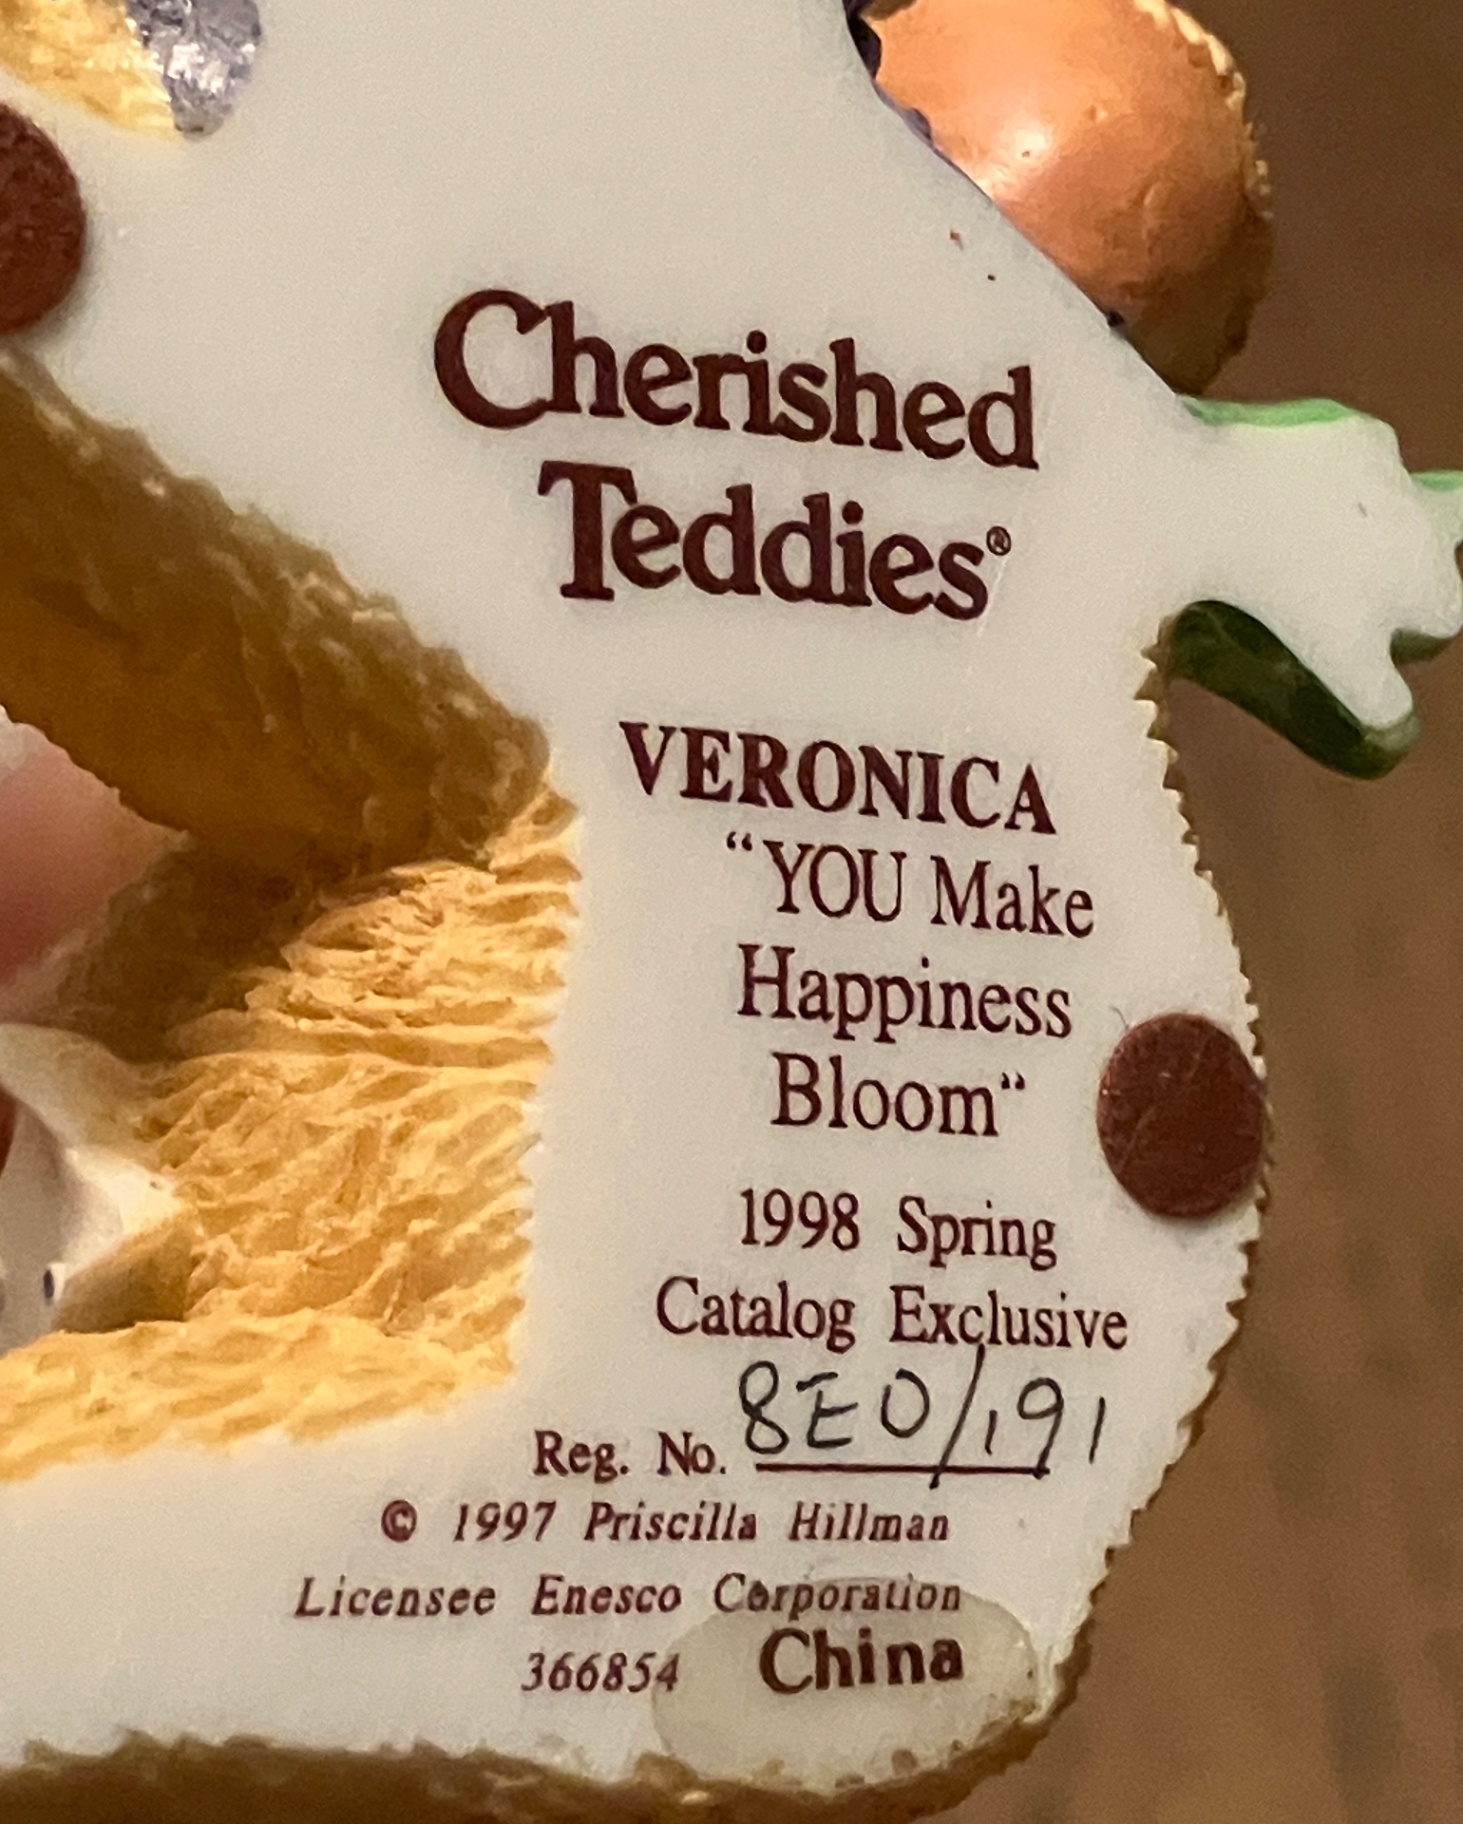 Cherished
Teddies®
VERONICA
“YOU Make
Happiness
Bloom“
1998 Spring
Catalog Exclusive
Reg. No. 8E0/191
© 1997 Priscilla Hillman
Licensee Enesco Corporation
366854 China